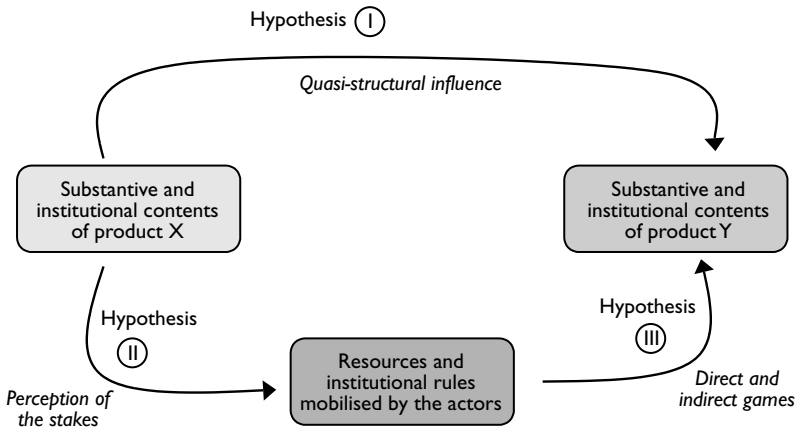 Hypothesis I
Quasi-structural influence
Substantive and
institutional contents
of product X
Substantive and
institutional contents
of product Y
Hypothesis
II
Hypothesis
III
Perception of
the stakes
Resources and
institutional rules
mobilised by the actors
Direct and
indirect games